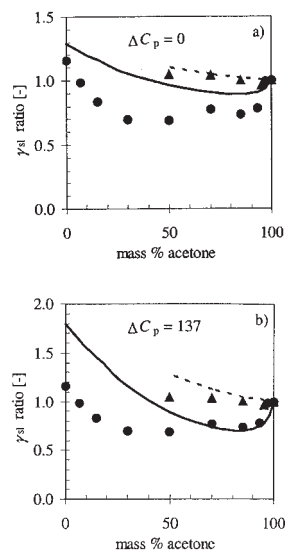 1.5
a)
ΔCp = 0
1.0
γsl ratio [-]
0.5
0.0
0 50 100
mass % acetone
2.0
b)
ΔCp = 137
1.5
γsl ratio [-]
1.0
0.5
0.0
0 50 100
mass % acetone